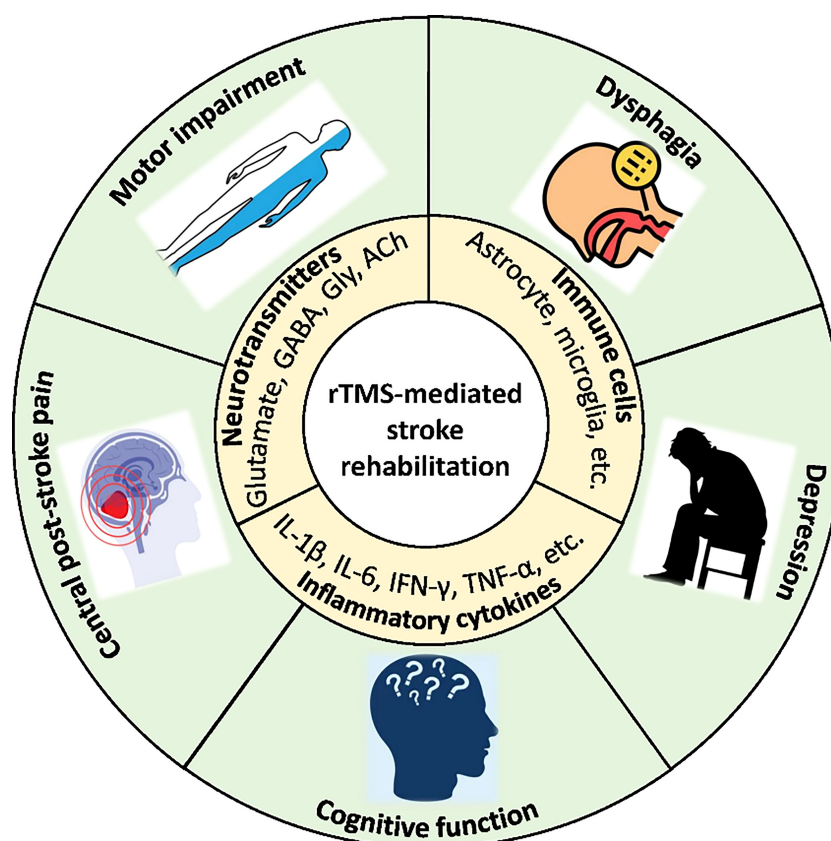 Motor impairment
Dysphagia
Neurotransmitters
Glutamate, GABA, Gly, ACh
Immune cells
Astrocyte, microglia, etc.
rTMS-mediated
stroke
rehabilitation
Central post-stroke pain
Depression
IL-1β, IL-6, IFN-γ, TNF-α, etc.
Inflammatory cytokines
? ? ? ? ? ?
Cognitive function